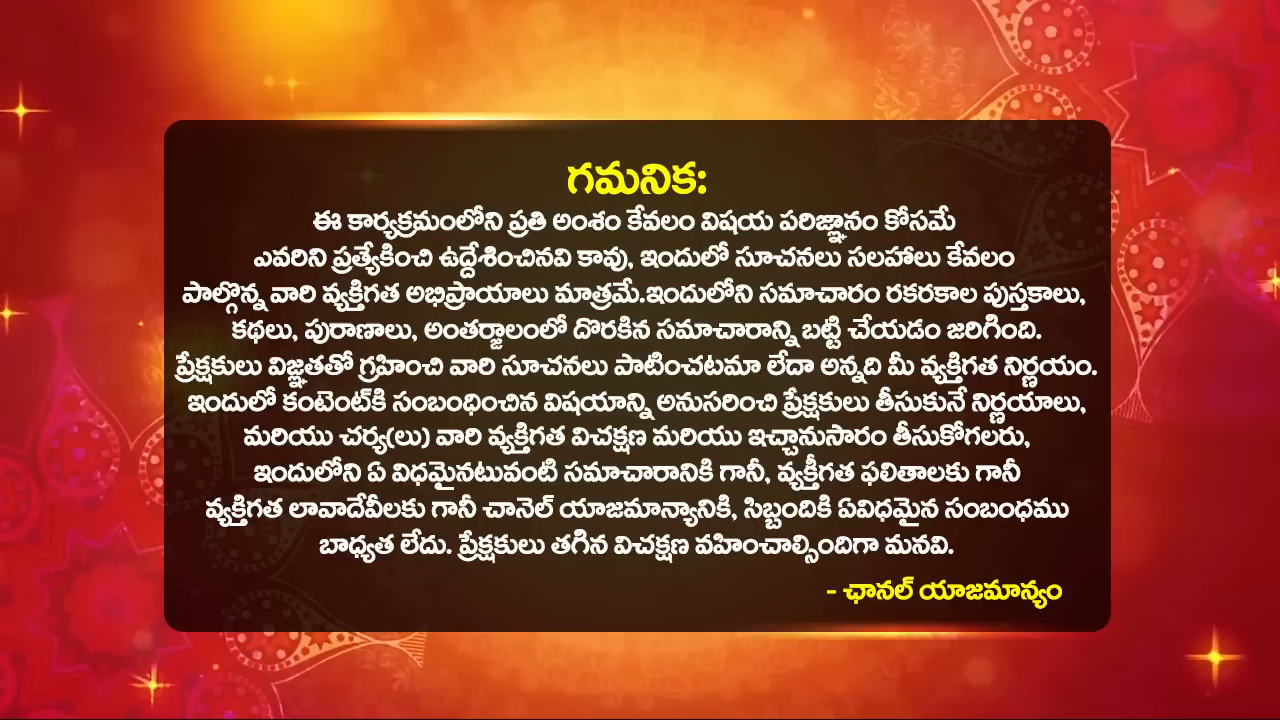 గమనిక:
ఈ కార్యక్రమంలోని ప్రతి అంశం కేవలం విషయ పరిజ్ఞానం కోసమే
ఎవరిని ప్రత్యేకించి ఉద్దేశించినవి కావు, ఇందులో సూచనలు సలహాలు కేవలం
పాల్గొన్న వారి వ్యక్తిగత అభిప్రాయాలు మాత్రమే.ఇందులోని సమాచారం రకరకాల పుస్తకాలు,
కథలు, పురాణాలు, అంతర్జాలంలో దొరకిన సమాచారాన్ని బట్టి చేయడం జరిగింది.
ప్రేక్షకులు విజ్ఞతతో గ్రహించి వారి సూచనలు పాటించటమా లేదా అన్నది మీ వ్యక్తిగత నిర్ణయం.
ఇందులో కంటెంట్‌కి సంబంధించిన విషయాన్ని అనుసరించి ప్రేక్షకులు తీసుకునే నిర్ణయాలు,
మరియు చర్య(లు) వారి వ్యక్తిగత విచక్షణ మరియు ఇచ్చానుసారం తీసుకోగలరు,
ఇందులోని ఏ విధమైనటువంటి సమాచారానికి గానీ, వ్యక్తీగత ఫలితాలకు గానీ
వ్యక్తిగత లావాదేవీలకు గానీ చానెల్ యాజమాన్యానికి, సిబ్బందికి ఏవిధమైన సంబంధము
బాధ్యత లేదు. ప్రేక్షకులు తగిన విచక్షణ వహించాల్సిందిగా మనవి.
- ఛానల్ యాజమాన్యం